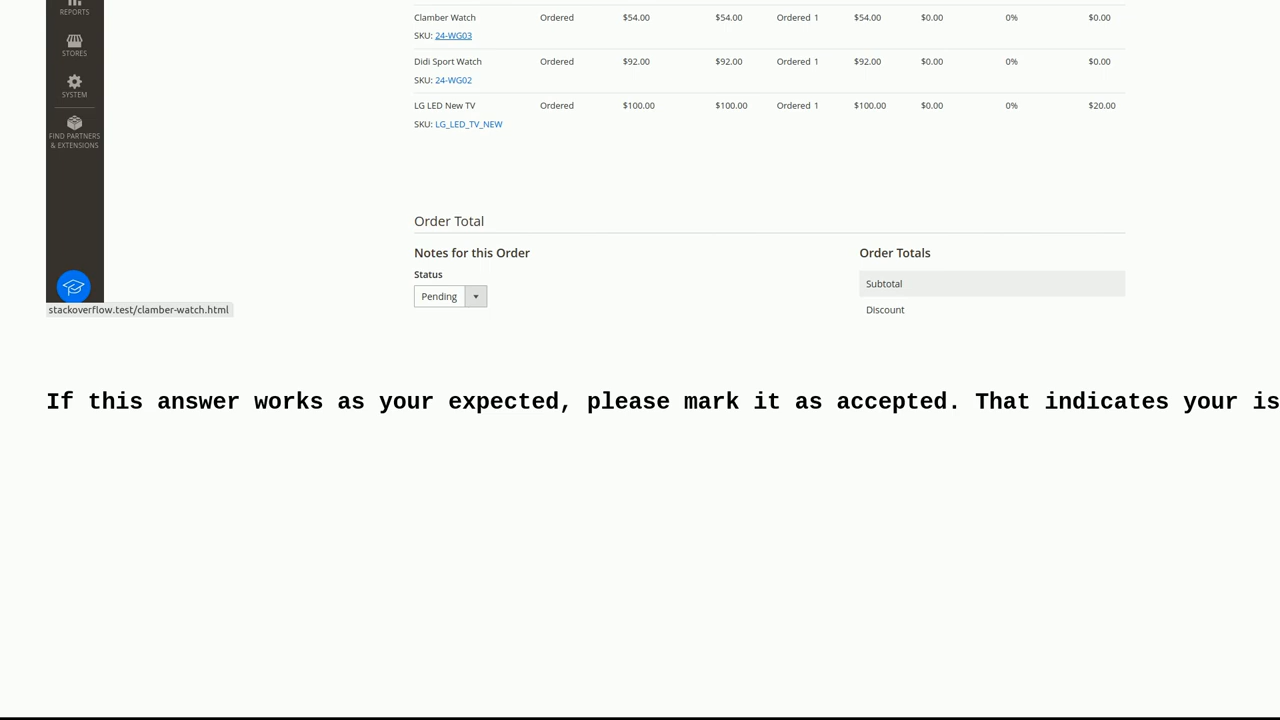 REPORTS
STORES
SYSTEM
FIND PARTNERS
& EXTENSIONS
Clamber Watch Ordered $54.00 $54.00 Ordered 1 $54.00 $0.00 0% $0.00
SKU: 24-WG03
Didi Sport Watch Ordered $92.00 $92.00 Ordered 1 $92.00 $0.00 0% $0.00
SKU: 24-WG02
LG LED New TV Ordered $100.00 $100.00 Ordered 1 $100.00 $0.00 0% $20.00
SKU: LG_LED_TV_NEW
Order Total
Notes for this Order
Status
Pending
Order Totals
Subtotal
Discount
stackoverflow.test/clamber-watch.html
If this answer works as your expected, please mark it as accepted. That indicates your is